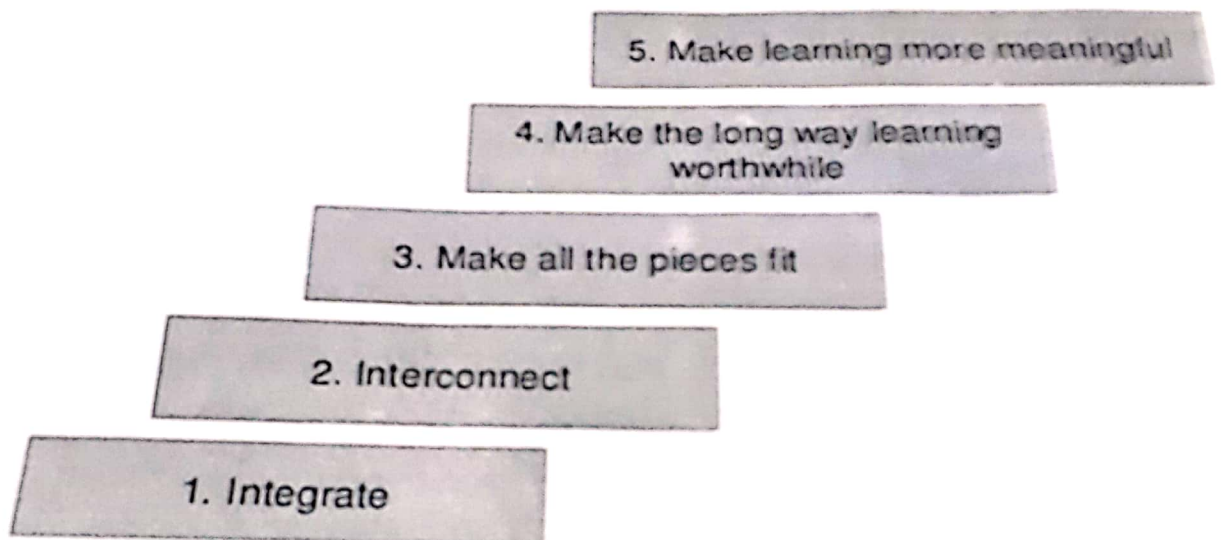 5. Make learning more meaningful
4. Make the long way learning
worthwhile
3. Make all the pieces fit
2. Interconnect
1. Integrate